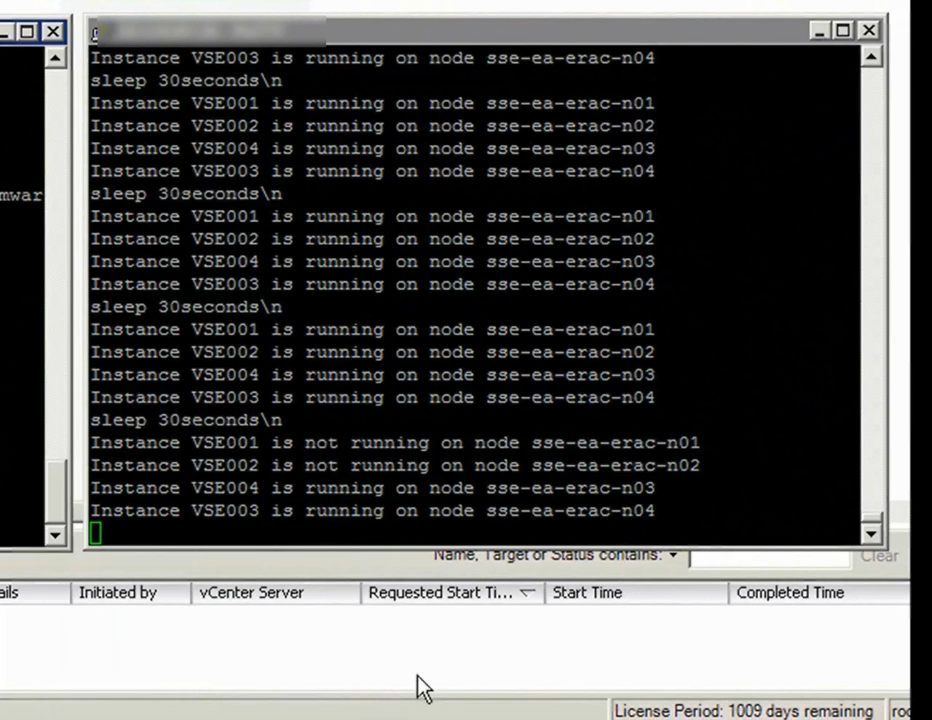 Instance VSE003 is running on node sse-ea-erac-n04
sleep 30seconds\n
Instance VSE001 is running on node sse-ea-erac-n01
Instance VSE002 is running on node sse-ea-erac-n02
Instance VSE004 is running on node sse-ea-erac-n03
Instance VSE003 is running on node sse-ea-erac-n04
sleep 30seconds\n
Instance VSE001 is running on node sse-ea-erac-n01
Instance VSE002 is running on node sse-ea-erac-n02
Instance VSE004 is running on node sse-ea-erac-n03
Instance VSE003 is running on node sse-ea-erac-n04
sleep 30seconds\n
Instance VSE001 is running on node sse-ea-erac-n01
Instance VSE002 is running on node sse-ea-erac-n02
Instance VSE004 is running on node sse-ea-erac-n03
Instance VSE003 is running on node sse-ea-erac-n04
sleep 30seconds\n
Instance VSE001 is not running on node sse-ea-erac-n01
Instance VSE002 is not running on node sse-ea-erac-n02
Instance VSE004 is running on node sse-ea-erac-n03
Instance VSE003 is running on node sse-ea-erac-n04
mwar
Name, Target or Status contains:
Clear
ails Initiated by vCenter Server Requested Start Ti... Start Time Completed Time
License Period: 1009 days remaining roo